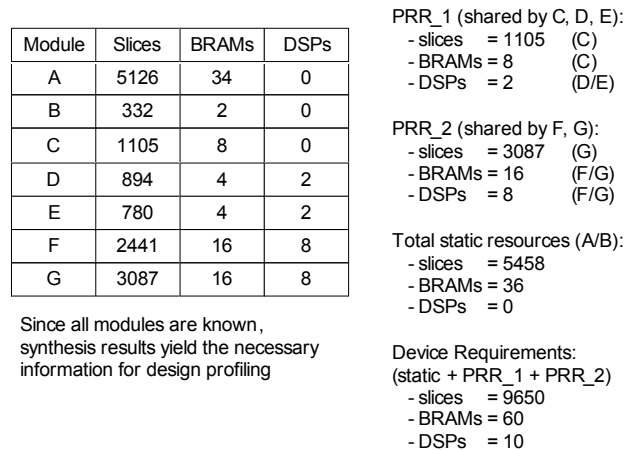 Module Slices BRAMs DSPs
A 5126 34 0
B 332 2 0
C 1105 8 0
D 894 4 2
E 780 4 2
F 2441 16 8
G 3087 16 8
Since all modules are known,
synthesis results yield the necessary
information for design profiling
PRR_1 (shared by C, D, E):
- slices = 1105 (C)
- BRAMs = 8 (C)
- DSPs = 2 (D/E)
PRR_2 (shared by F, G):
- slices = 3087 (G)
- BRAMs = 16 (F/G)
- DSPs = 8 (F/G)
Total static resources (A/B):
- slices = 5458
- BRAMs = 36
- DSPs = 0
Device Requirements:
(static + PRR_1 + PRR_2)
- slices = 9650
- BRAMs = 60
- DSPs = 10